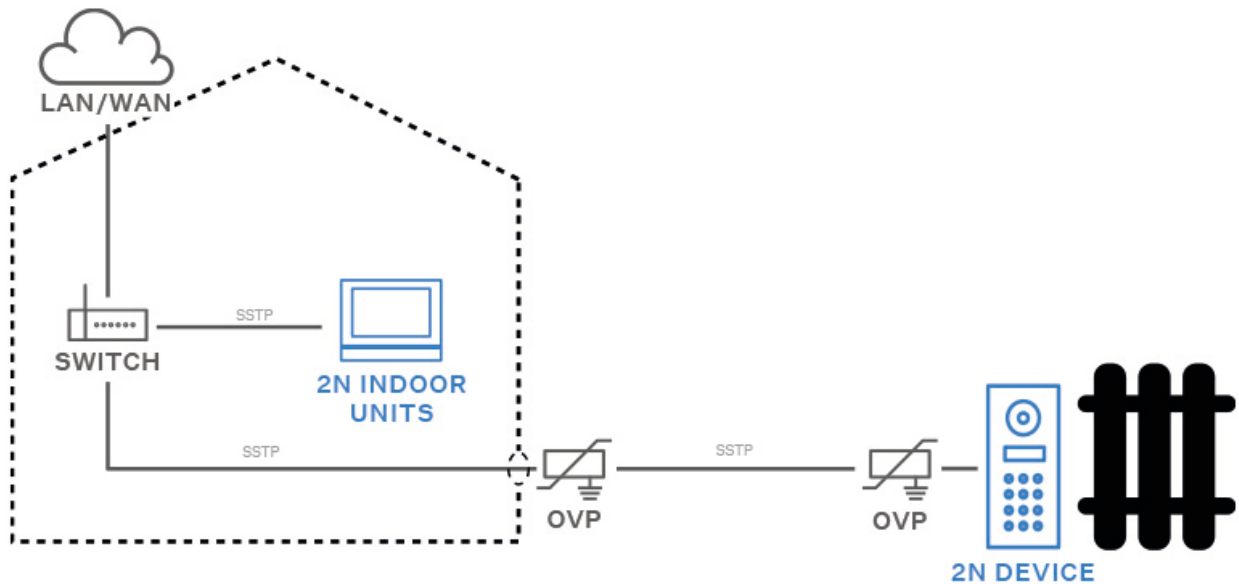 LAN/WAN
SSTP
SWITCH
2N INDOOR
UNITS
SSTP
SSTP
OVP
OVP
2N DEVICE